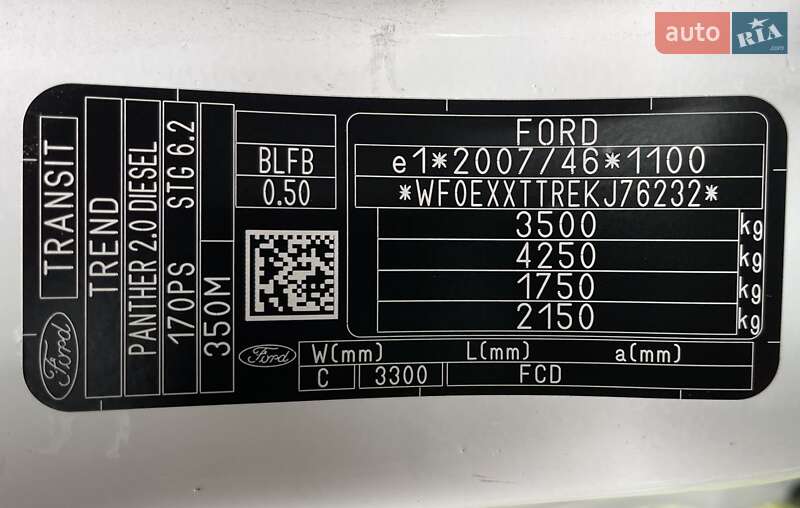 auto RIA.com
TRANSIT
TREND
PANTHER 2.0 DIESEL
170PS STG 6.2
350M
Ford
BLFB
0.50
FORD
e1*2007/46*1100
*WF0EXXTTREKJ76232*
3500 kg
4250 kg
1750 kg
2150 kg
Ford
W(mm) L(mm) a(mm)
C 3300 FCD